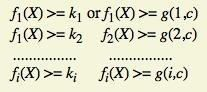 f₁(X) >= k₁ or f₁(X) >= g(1,c)
f₁(X) >= k₂ f₂(X) >= g(2,c)
................. .................
fᵢ(X) >= kᵢ fᵢ(X) >= g(i,c)